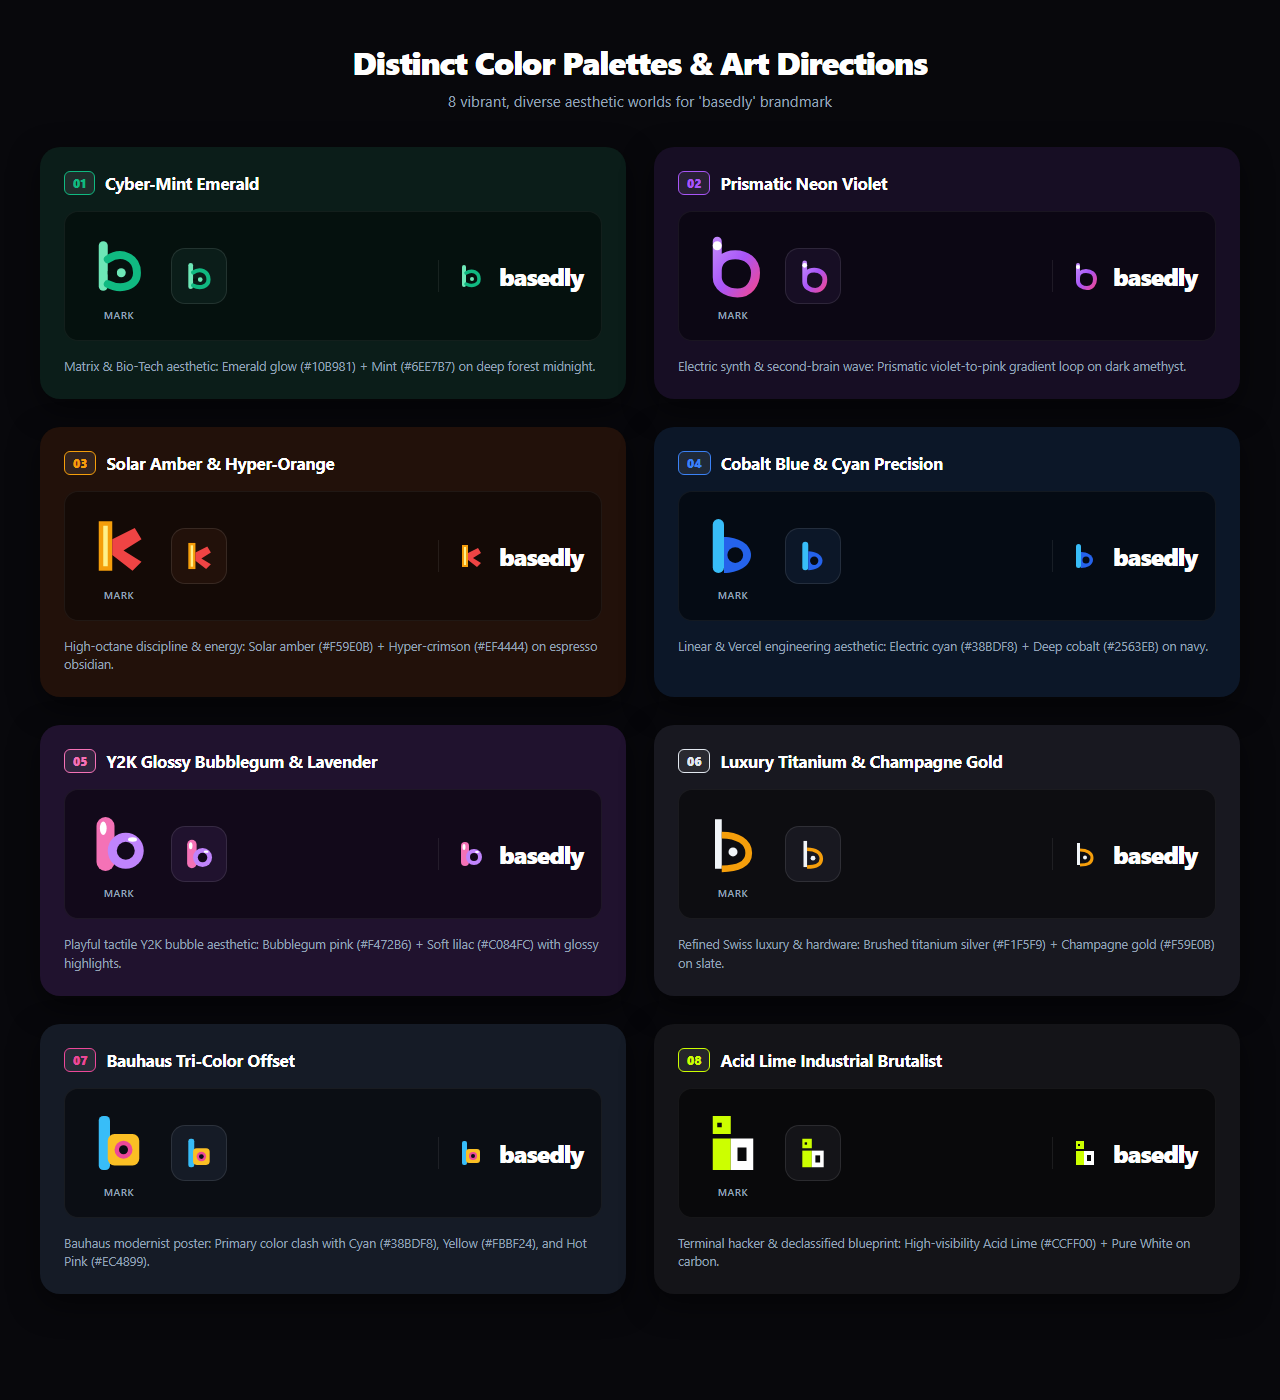 Distinct Color Palettes & Art Directions
8 vibrant, diverse aesthetic worlds for 'basedly' brandmark
01 Cyber-Mint Emerald
basedly
MARK
Matrix & Bio-Tech aesthetic: Emerald glow (#10B981) + Mint (#6EE7B7) on deep forest midnight.
02 Prismatic Neon Violet
basedly
MARK
Electric synth & second-brain wave: Prismatic violet-to-pink gradient loop on dark amethyst.
03 Solar Amber & Hyper-Orange
basedly
MARK
High-octane discipline & energy: Solar amber (#F59E0B) + Hyper-crimson (#EF4444) on espresso
obsidian.
04 Cobalt Blue & Cyan Precision
basedly
MARK
Linear & Vercel engineering aesthetic: Electric cyan (#38BDF8) + Deep cobalt (#2563EB) on navy.
05 Y2K Glossy Bubblegum & Lavender
basedly
MARK
Playful tactile Y2K bubble aesthetic: Bubblegum pink (#F472B6) + Soft lilac (#C084FC) with glossy
highlights.
06 Luxury Titanium & Champagne Gold
basedly
MARK
Refined Swiss luxury & hardware: Brushed titanium silver (#F1F5F9) + Champagne gold (#F59E0B)
on slate.
07 Bauhaus Tri-Color Offset
basedly
MARK
Bauhaus modernist poster: Primary color clash with Cyan (#38BDF8), Yellow (#FBBF24), and Hot
Pink (#EC4899).
08 Acid Lime Industrial Brutalist
basedly
MARK
Terminal hacker & declassified blueprint: High-visibility Acid Lime (#CCFF00) + Pure White on
carbon.